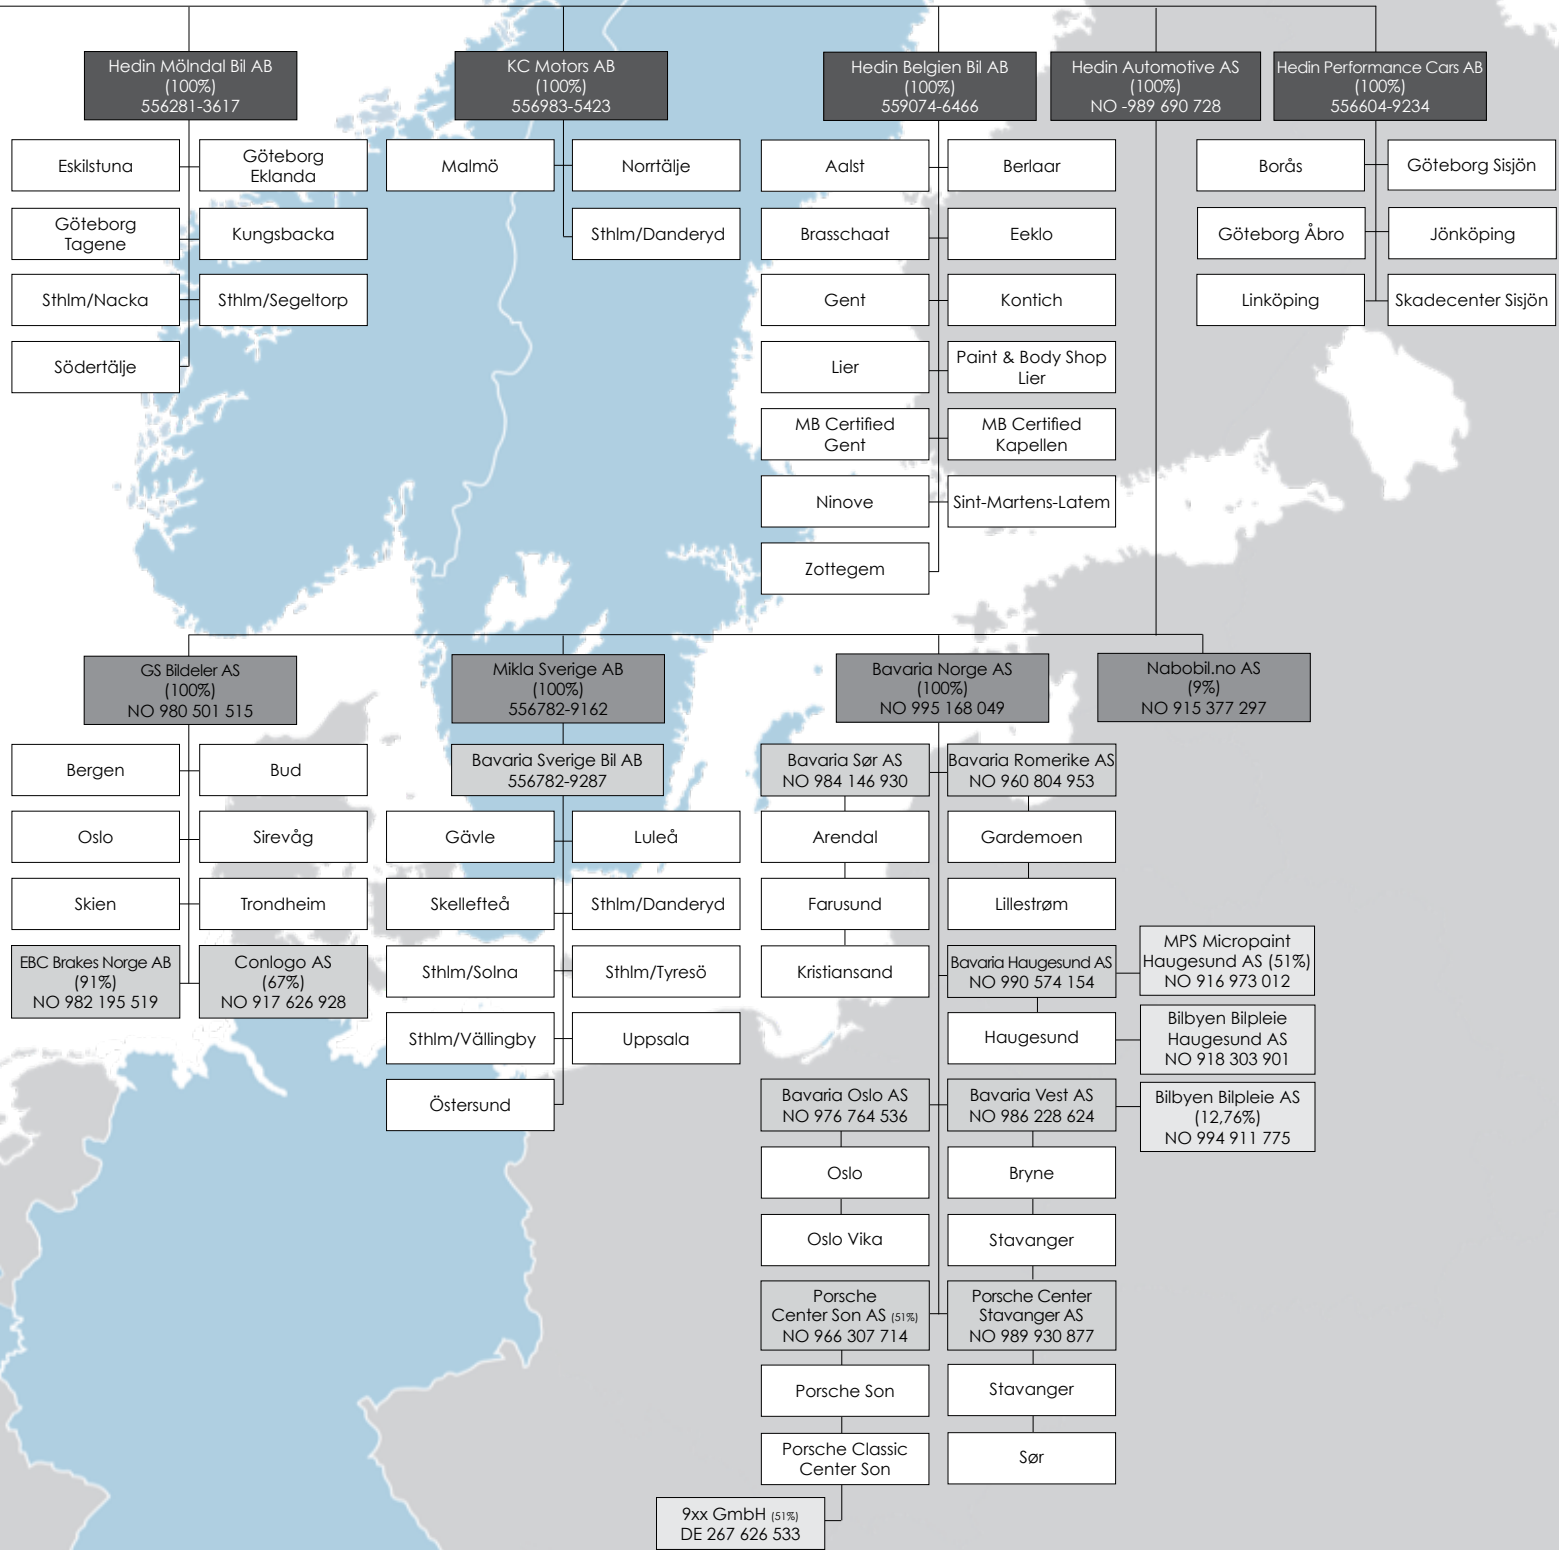 Hedin Mölndal Bil AB
(100%)
556281-3617
KC Motors AB
(100%)
556983-5423
Hedin Belgien Bil AB
(100%)
559074-6466
Hedin Automotive AS
(100%)
NO -989 690 728
Hedin Performance Cars AB
(100%)
556604-9234
Eskilstuna
Göteborg
Eklanda
Göteborg
Tagene
Kungsbacka
Sthlm/Nacka
Sthlm/Segeltorp
Södertälje
Malmö
Norrtälje
Sthlm/Danderyd
Aalst
Berlaar
Brasschaat
Eeklo
Gent
Kontich
Lier
Paint & Body Shop
Lier
MB Certified
Gent
MB Certified
Kapellen
Ninove
Sint-Martens-Latem
Zottegem
Borås
Göteborg Sisjön
Göteborg Åbro
Jönköping
Linköping
Skadecenter Sisjön
GS Bildeler AS
(100%)
NO 980 501 515
Mikla Sverige AB
(100%)
556782-9162
Bavaria Norge AS
(100%)
NO 995 168 049
Nabobil.no AS
(9%)
NO 915 377 297
Bergen
Bud
Oslo
Sirevåg
Skien
Trondheim
EBC Brakes Norge AB
(91%)
NO 982 195 519
Conlogo AS
(67%)
NO 917 626 928
Bavaria Sverige Bil AB
556782-9287
Gävle
Luleå
Skellefteå
Sthlm/Danderyd
Sthlm/Solna
Sthlm/Tyresö
Sthlm/Vällingby
Uppsala
Östersund
Bavaria Sør AS
NO 984 146 930
Arendal
Farusund
Kristiansand
Bavaria Romerike AS
NO 960 804 953
Gardemoen
Lillestrøm
Bavaria Haugesund AS
NO 990 574 154
MPS Micropaint
Haugesund AS (51%)
NO 916 973 012
Haugesund
Bilbyen Bilpleie
Haugesund AS
NO 918 303 901
Bavaria Oslo AS
NO 976 764 536
Oslo
Oslo Vika
Bavaria Vest AS
NO 986 228 624
Bilbyen Bilpleie AS
(12,76%)
NO 994 911 775
Bryne
Stavanger
Porsche
Center Son AS (51%)
NO 966 307 714
Porsche Son
Porsche Classic
Center Son
9xx GmbH (51%)
DE 267 626 533
Porsche Center
Stavanger AS
NO 989 930 877
Stavanger
Sør